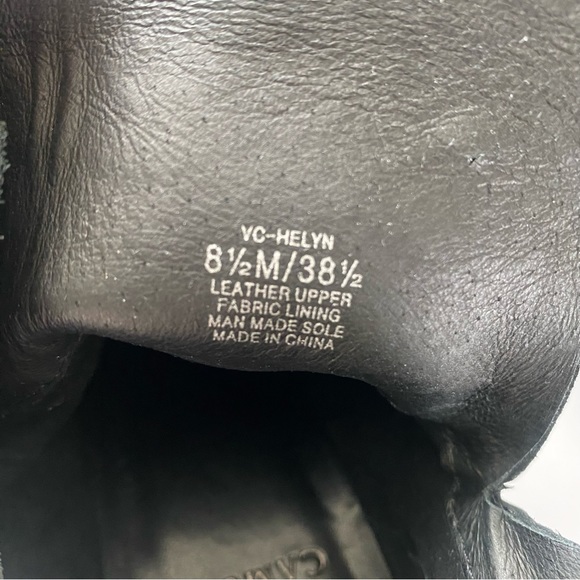 VC-HELYN
8½M/38½
LEATHER UPPER
FABRIC LINING
MAN MADE SOLE
MADE IN CHINA